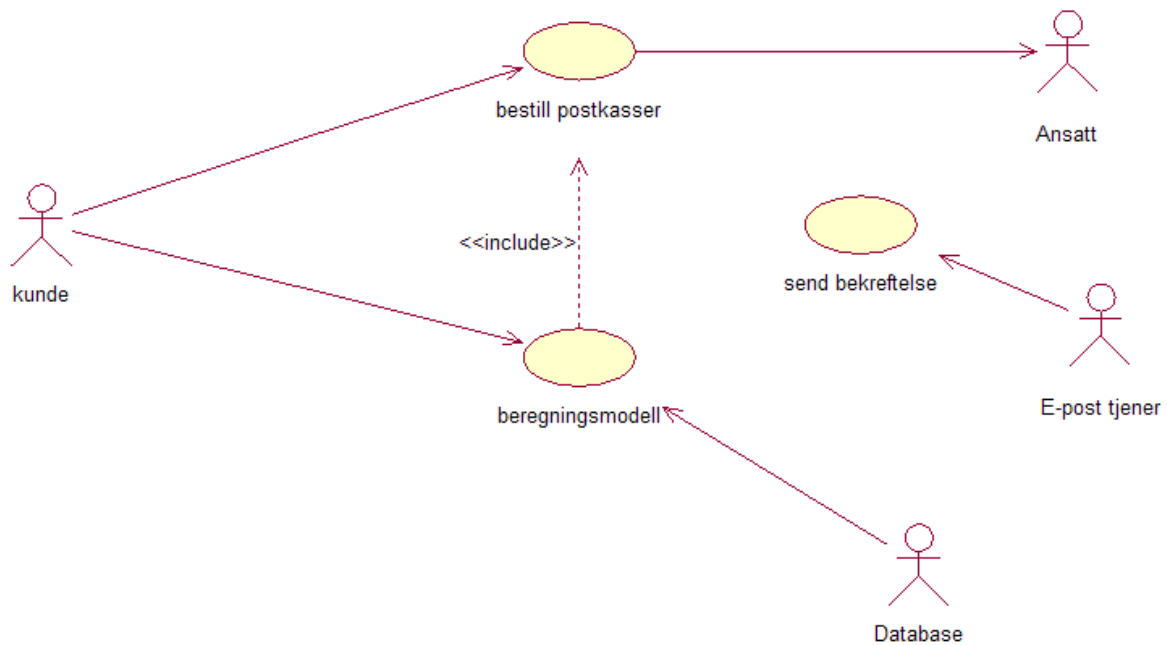 bestill postkasser
Ansatt
kunde
<<include>>
send bekreftelse
beregningsmodell
E-post tjener
Database